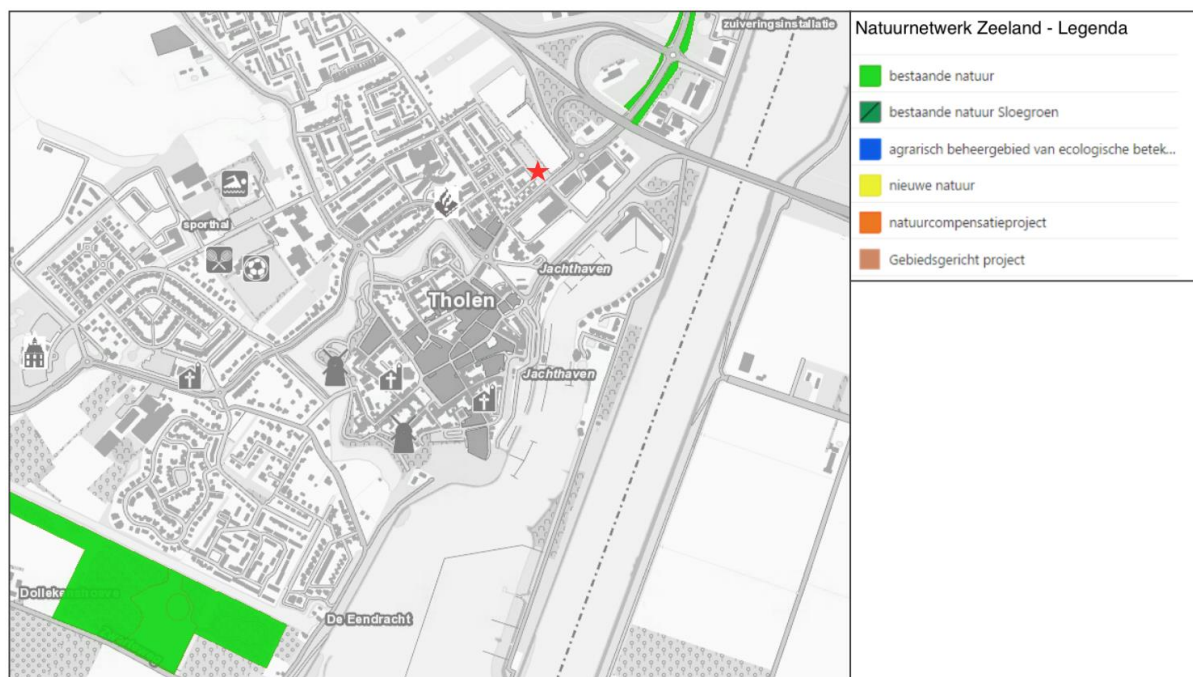 zuiveringsinstallatie
Natuurnetwerk Zeeland - Legenda
bestaande natuur
bestaande natuur Sloegroen
agrarisch beheergebied van ecologische betek...
nieuwe natuur
natuurcompensatieproject
Gebiedsgericht project
sporthal
Jachthaven
Tholen
Jachthaven
De Eendracht